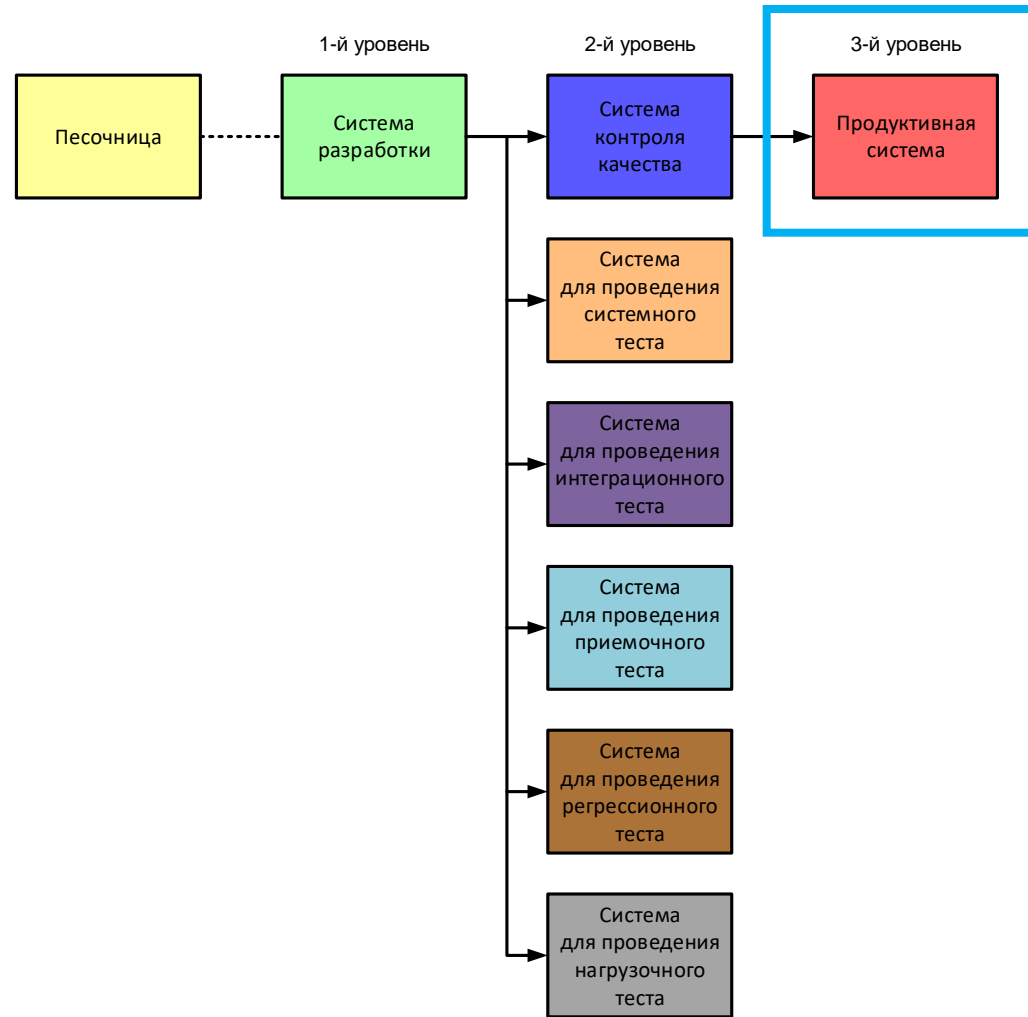 1-й уровень
2-й уровень
3-й уровень
Песочница
Система
разработки
Система
контроля
качества
Продуктивная
система
Система
для проведения
системного
теста
Система
для проведения
интеграционного
теста
Система
для проведения
приемочного
теста
Система
для проведения
регрессионного
теста
Система
для проведения
нагрузочного
теста